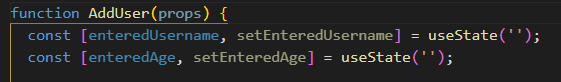 function AddUser(props) {
  const [enteredUsername, setEnteredUsername] = useState('');
  const [enteredAge, setEnteredAge] = useState('');